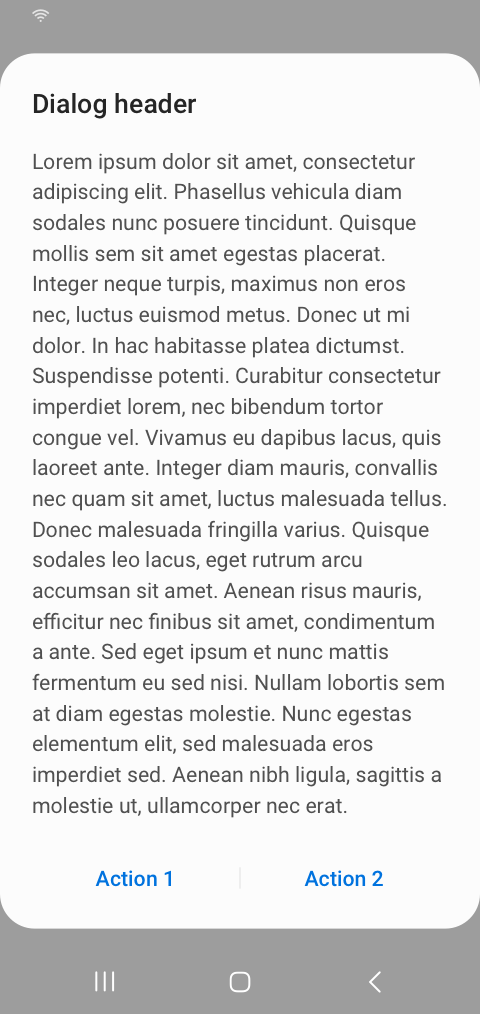 Dialog header
Lorem ipsum dolor sit amet, consectetur
adipiscing elit. Phasellus vehicula diam
sodales nunc posuere tincidunt. Quisque
mollis sem sit amet egestas placerat.
Integer neque turpis, maximus non eros
nec, luctus euismod metus. Donec ut mi
dolor. In hac habitasse platea dictumst.
Suspendisse potenti. Curabitur consectetur
imperdiet lorem, nec bibendum tortor
congue vel. Vivamus eu dapibus lacus, quis
laoreet ante. Integer diam mauris, convallis
nec quam sit amet, luctus malesuada tellus.
Donec malesuada fringilla varius. Quisque
sodales leo lacus, eget rutrum arcu
accumsan sit amet. Aenean risus mauris,
efficitur nec finibus sit amet, condimentum
a ante. Sed eget ipsum et nunc mattis
fermentum eu sed nisi. Nullam lobortis sem
at diam egestas molestie. Nunc egestas
elementum elit, sed malesuada eros
imperdiet sed. Aenean nibh ligula, sagittis a
molestie ut, ullamcorper nec erat.
Action 1
Action 2